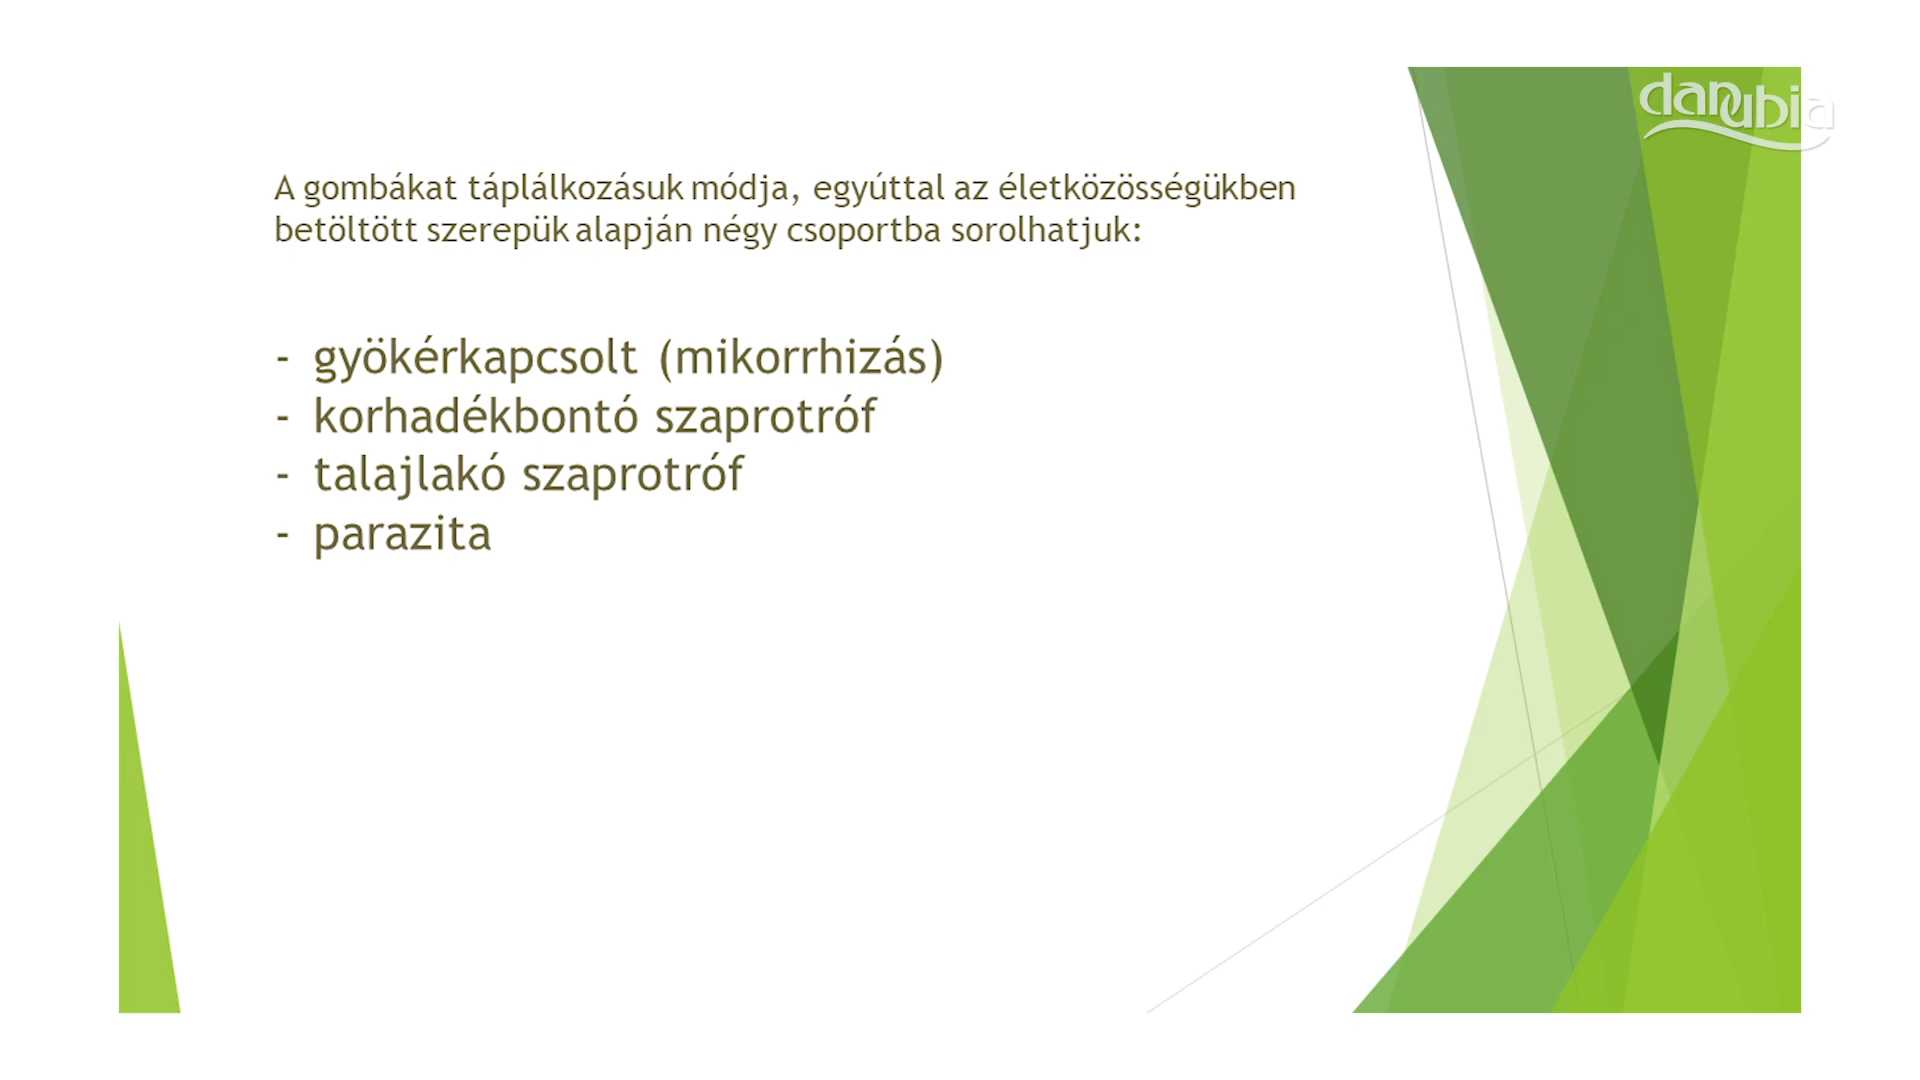 danubia
A gombákat táplálkozásuk módja, egyúttal az életközösségükben
betöltött szerepük alapján négy csoportba sorolhatjuk:
- gyökérkapcsolt (mikorrhizás)
- korhadékbontó szaprotróf
- talajlakó szaprotróf
- parazita